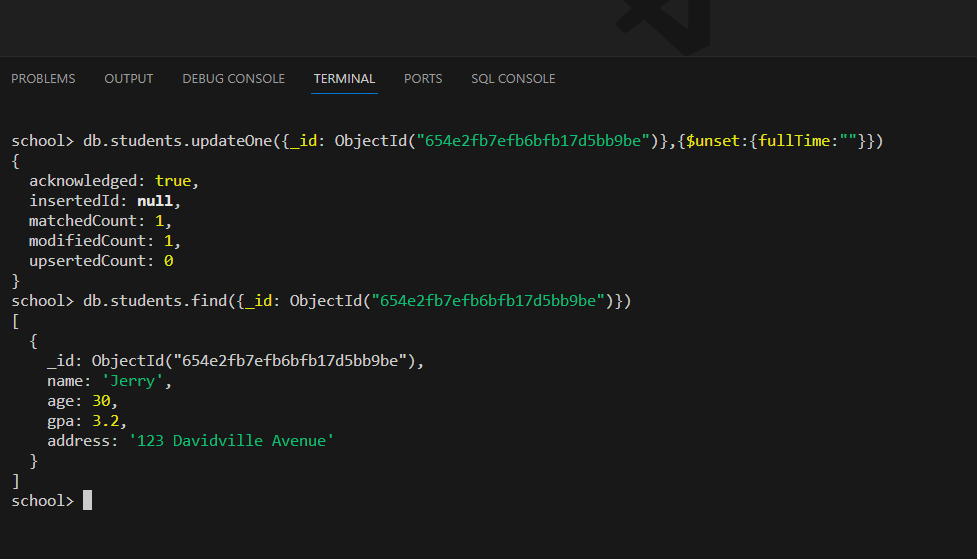 PROBLEMS OUTPUT DEBUG CONSOLE TERMINAL PORTS SQL CONSOLE
school> db.students.updateOne({_id: ObjectId("654e2fb7efb6bfb17d5bb9be")},{$unset:{fullTime:""}})
{
  acknowledged: true,
  insertedId: null,
  matchedCount: 1,
  modifiedCount: 1,
  upsertedCount: 0
}
school> db.students.find({_id: ObjectId("654e2fb7efb6bfb17d5bb9be")})
[
  {
    _id: ObjectId("654e2fb7efb6bfb17d5bb9be"),
    name: 'Jerry',
    age: 30,
    gpa: 3.2,
    address: '123 Davidville Avenue'
  }
]
school>